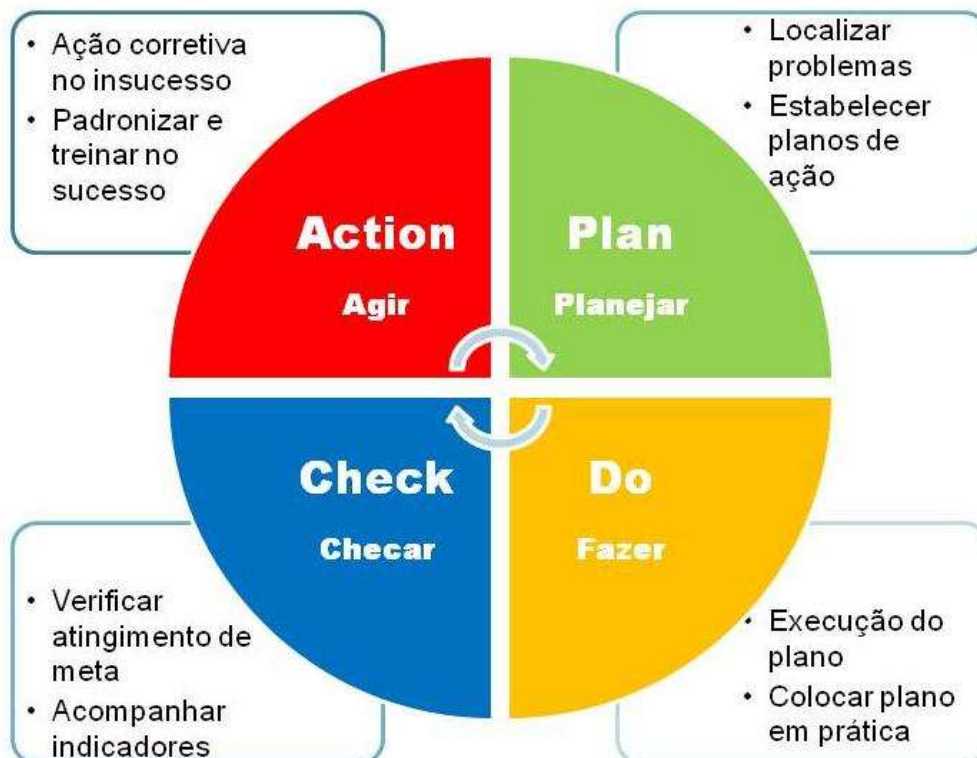 • Ação corretiva
no insucesso
• Padronizar e
treinar no
sucesso
• Localizar
problemas
• Estabelecer
planos de
ação
Action
Agir
Plan
Planejar
Check
Checar
Do
Fazer
• Verificar
atingimento de
meta
• Acompanhar
indicadores
• Execução do
plano
• Colocar plano
em prática